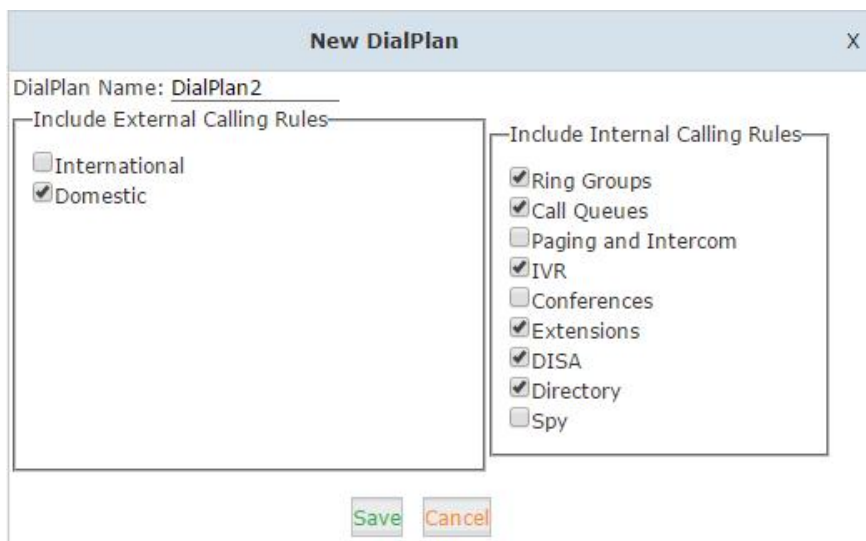 New DialPlan X
DialPlan Name: DialPlan2
Include External Calling Rules
International
Domestic
Include Internal Calling Rules
Ring Groups
Call Queues
Paging and Intercom
IVR
Conferences
Extensions
DISA
Directory
Spy
Save Cancel